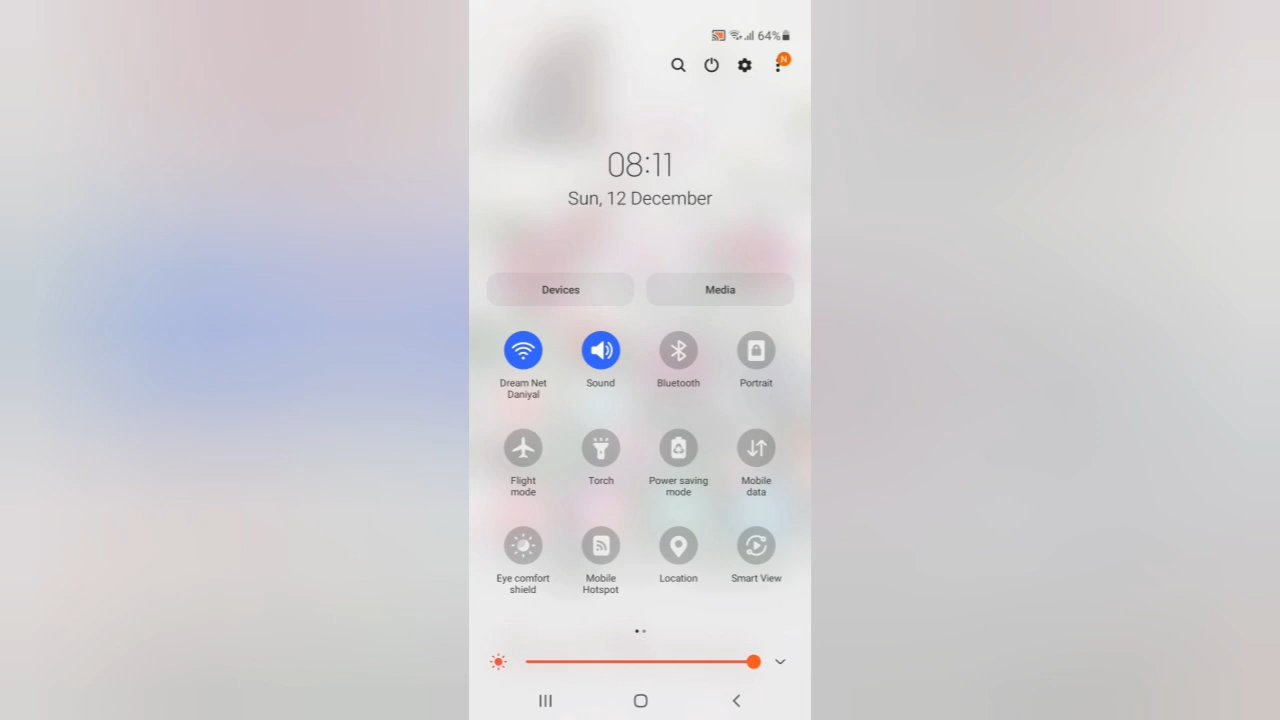 64%
N
08:11
Sun, 12 December
Devices
Media
Dream Net
Daniyal
Sound
Bluetooth
Portrait
Flight
mode
Torch
Power saving
mode
Mobile
data
Eye comfort
shield
Mobile
Hotspot
Location
Smart View